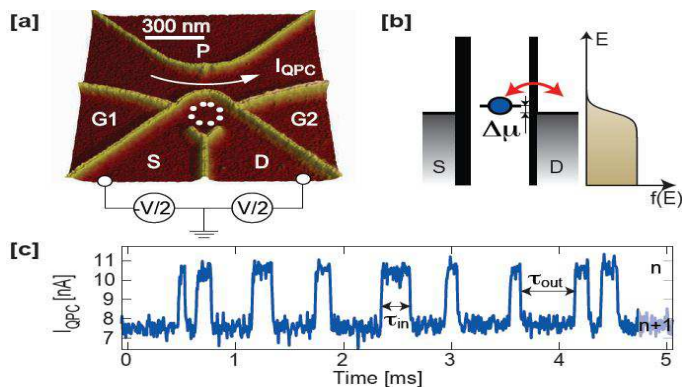 [a]
300 nm
P
I_QPC
G1
G2
S
D
-V/2
V/2
[b]
E
Δμ
S
D
f(E)
[c]
I_QPC [nA]
11
10
9
8
7
τ_in
τ_out
n
n+1
0
1
2
3
4
5
Time [ms]